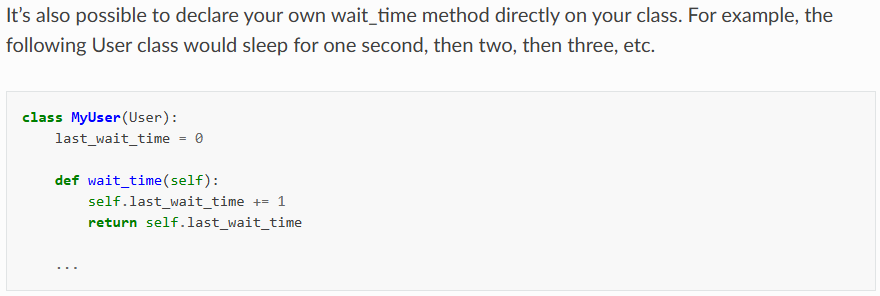 It’s also possible to declare your own wait_time method directly on your class. For example, the
following User class would sleep for one second, then two, then three, etc.
class MyUser(User):
    last_wait_time = 0
    def wait_time(self):
        self.last_wait_time += 1
        return self.last_wait_time
    ...